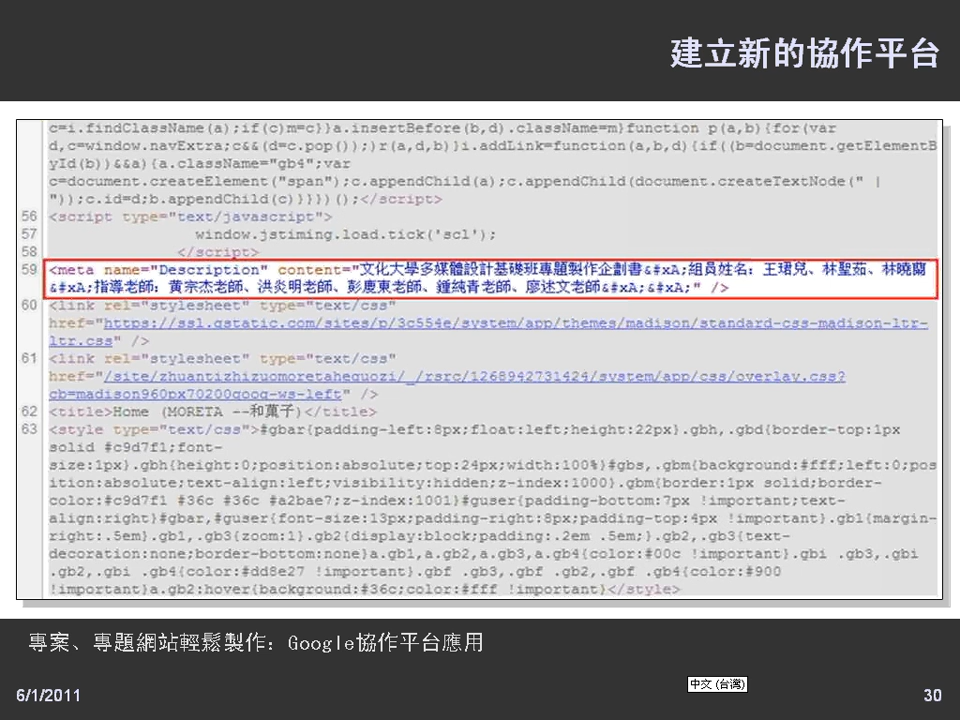 建立新的協作平台
c=i.findClassName(a);if(c)m=c}}a.insertBefore(b,d).className=m}function p(a,b){for(var
d,c=window.navExtra;c&&(d=c.pop());)r(a,d,b)}i.addLink=function(a,b,d){if((b=document.getElementB
yId(b))&&a){a.className="gb4";var
c=document.createElement("span");c.appendChild(a);c.appendChild(document.createTextNode(" |
"));c.id=d;b.appendChild(c)}}})();</script>
56 <script type="text/javascript">
57 window.jstiming.load.tick('scl');
58 </script>
59 <meta name="Description" content="文化大學多媒體設計基礎班專題製作企劃書&#xA;組員姓名: 王珺兒、林聖茹、林曉蘭
&#xA;指導老師: 黃宗杰老師、洪炎明老師、彭鹿東老師、鍾純青老師、廖述文老師&#xA;&#xA;" />
60 <link rel="stylesheet" type="text/css"
href="https://ssl.gstatic.com/sites/p/3c554e/system/app/themes/madison/standard-css-madison-ltr-
ltr.css" />
61 <link rel="stylesheet" type="text/css"
href="/site/zhuantizhizuomoretaheguozi/_/rsrc/1268942731424/system/app/css/overlay.css?
cb=madison960px70200goog-ws-left" />
62 <title>Home (MORETA --和菓子)</title>
63 <style type="text/css">#gbar{padding-left:8px;float:left;height:22px}.gbh,.gbd{border-top:1px
solid #c9d7f1;font-
size:1px}.gbh{height:0;position:absolute;top:24px;width:100%}#gbs,.gbm{background:#fff;left:0;pos
ition:absolute;text-align:left;visibility:hidden;z-index:1000}.gbm{border:1px solid;border-
color:#c9d7f1 #36c #36c #a2bae7;z-index:1001}#guser{padding-bottom:7px !important;text-
align:right}#gbar,#guser{font-size:13px;padding-right:8px;padding-top:4px !important}.gb1{margin-
right:.5em}.gb1,.gb3{zoom:1}.gb2{display:block;padding:.2em .5em;}.gb2,.gb3{text-
decoration:none;border-bottom:none}a.gb1,a.gb2,a.gb3,a.gb4{color:#00c !important}.gbi .gb3,.gbi
.gb2,.gbi .gb4{color:#dd8e27 !important}.gbf .gb3,.gbf .gb2,.gbf .gb4{color:#900
!important}a.gb2:hover{background:#36c;color:#fff !important}</style>
專案、專題網站輕鬆製作: Google協作平台應用
中文 (台灣)
6/1/2011
30